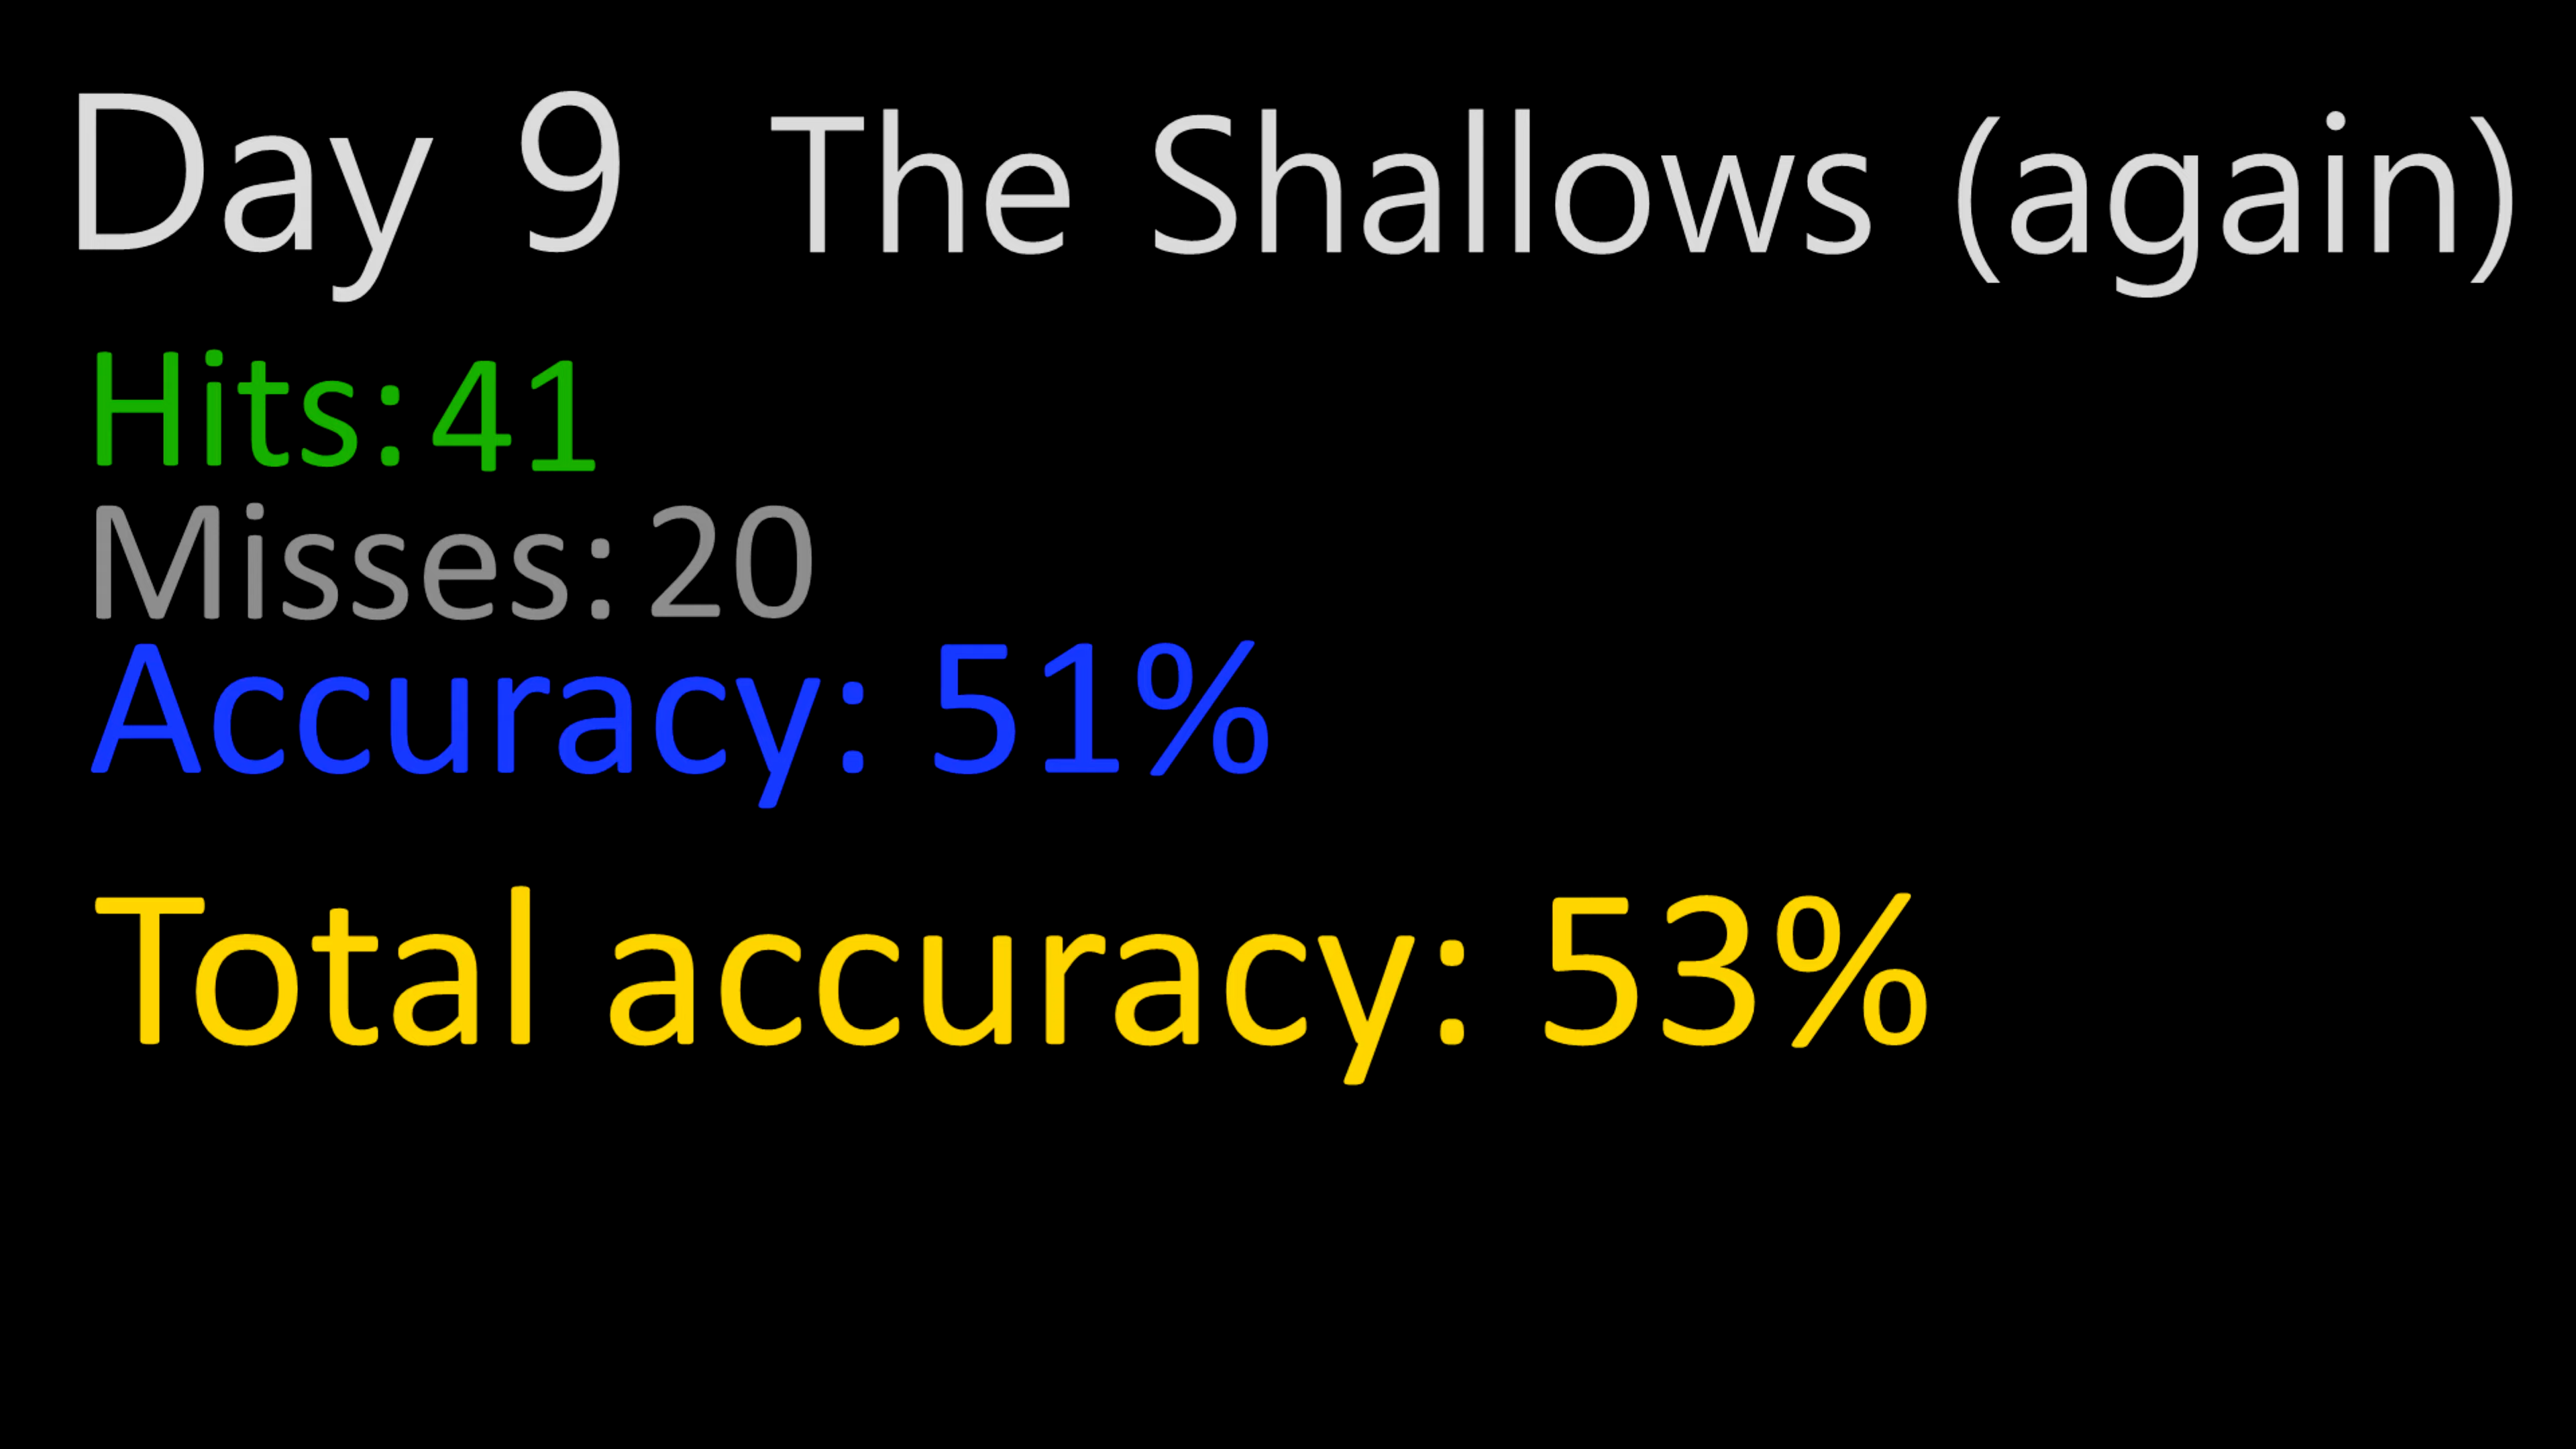 Day 9 The Shallows (again)
Hits: 41
Misses: 20
Accuracy: 51%
Total accuracy: 53%